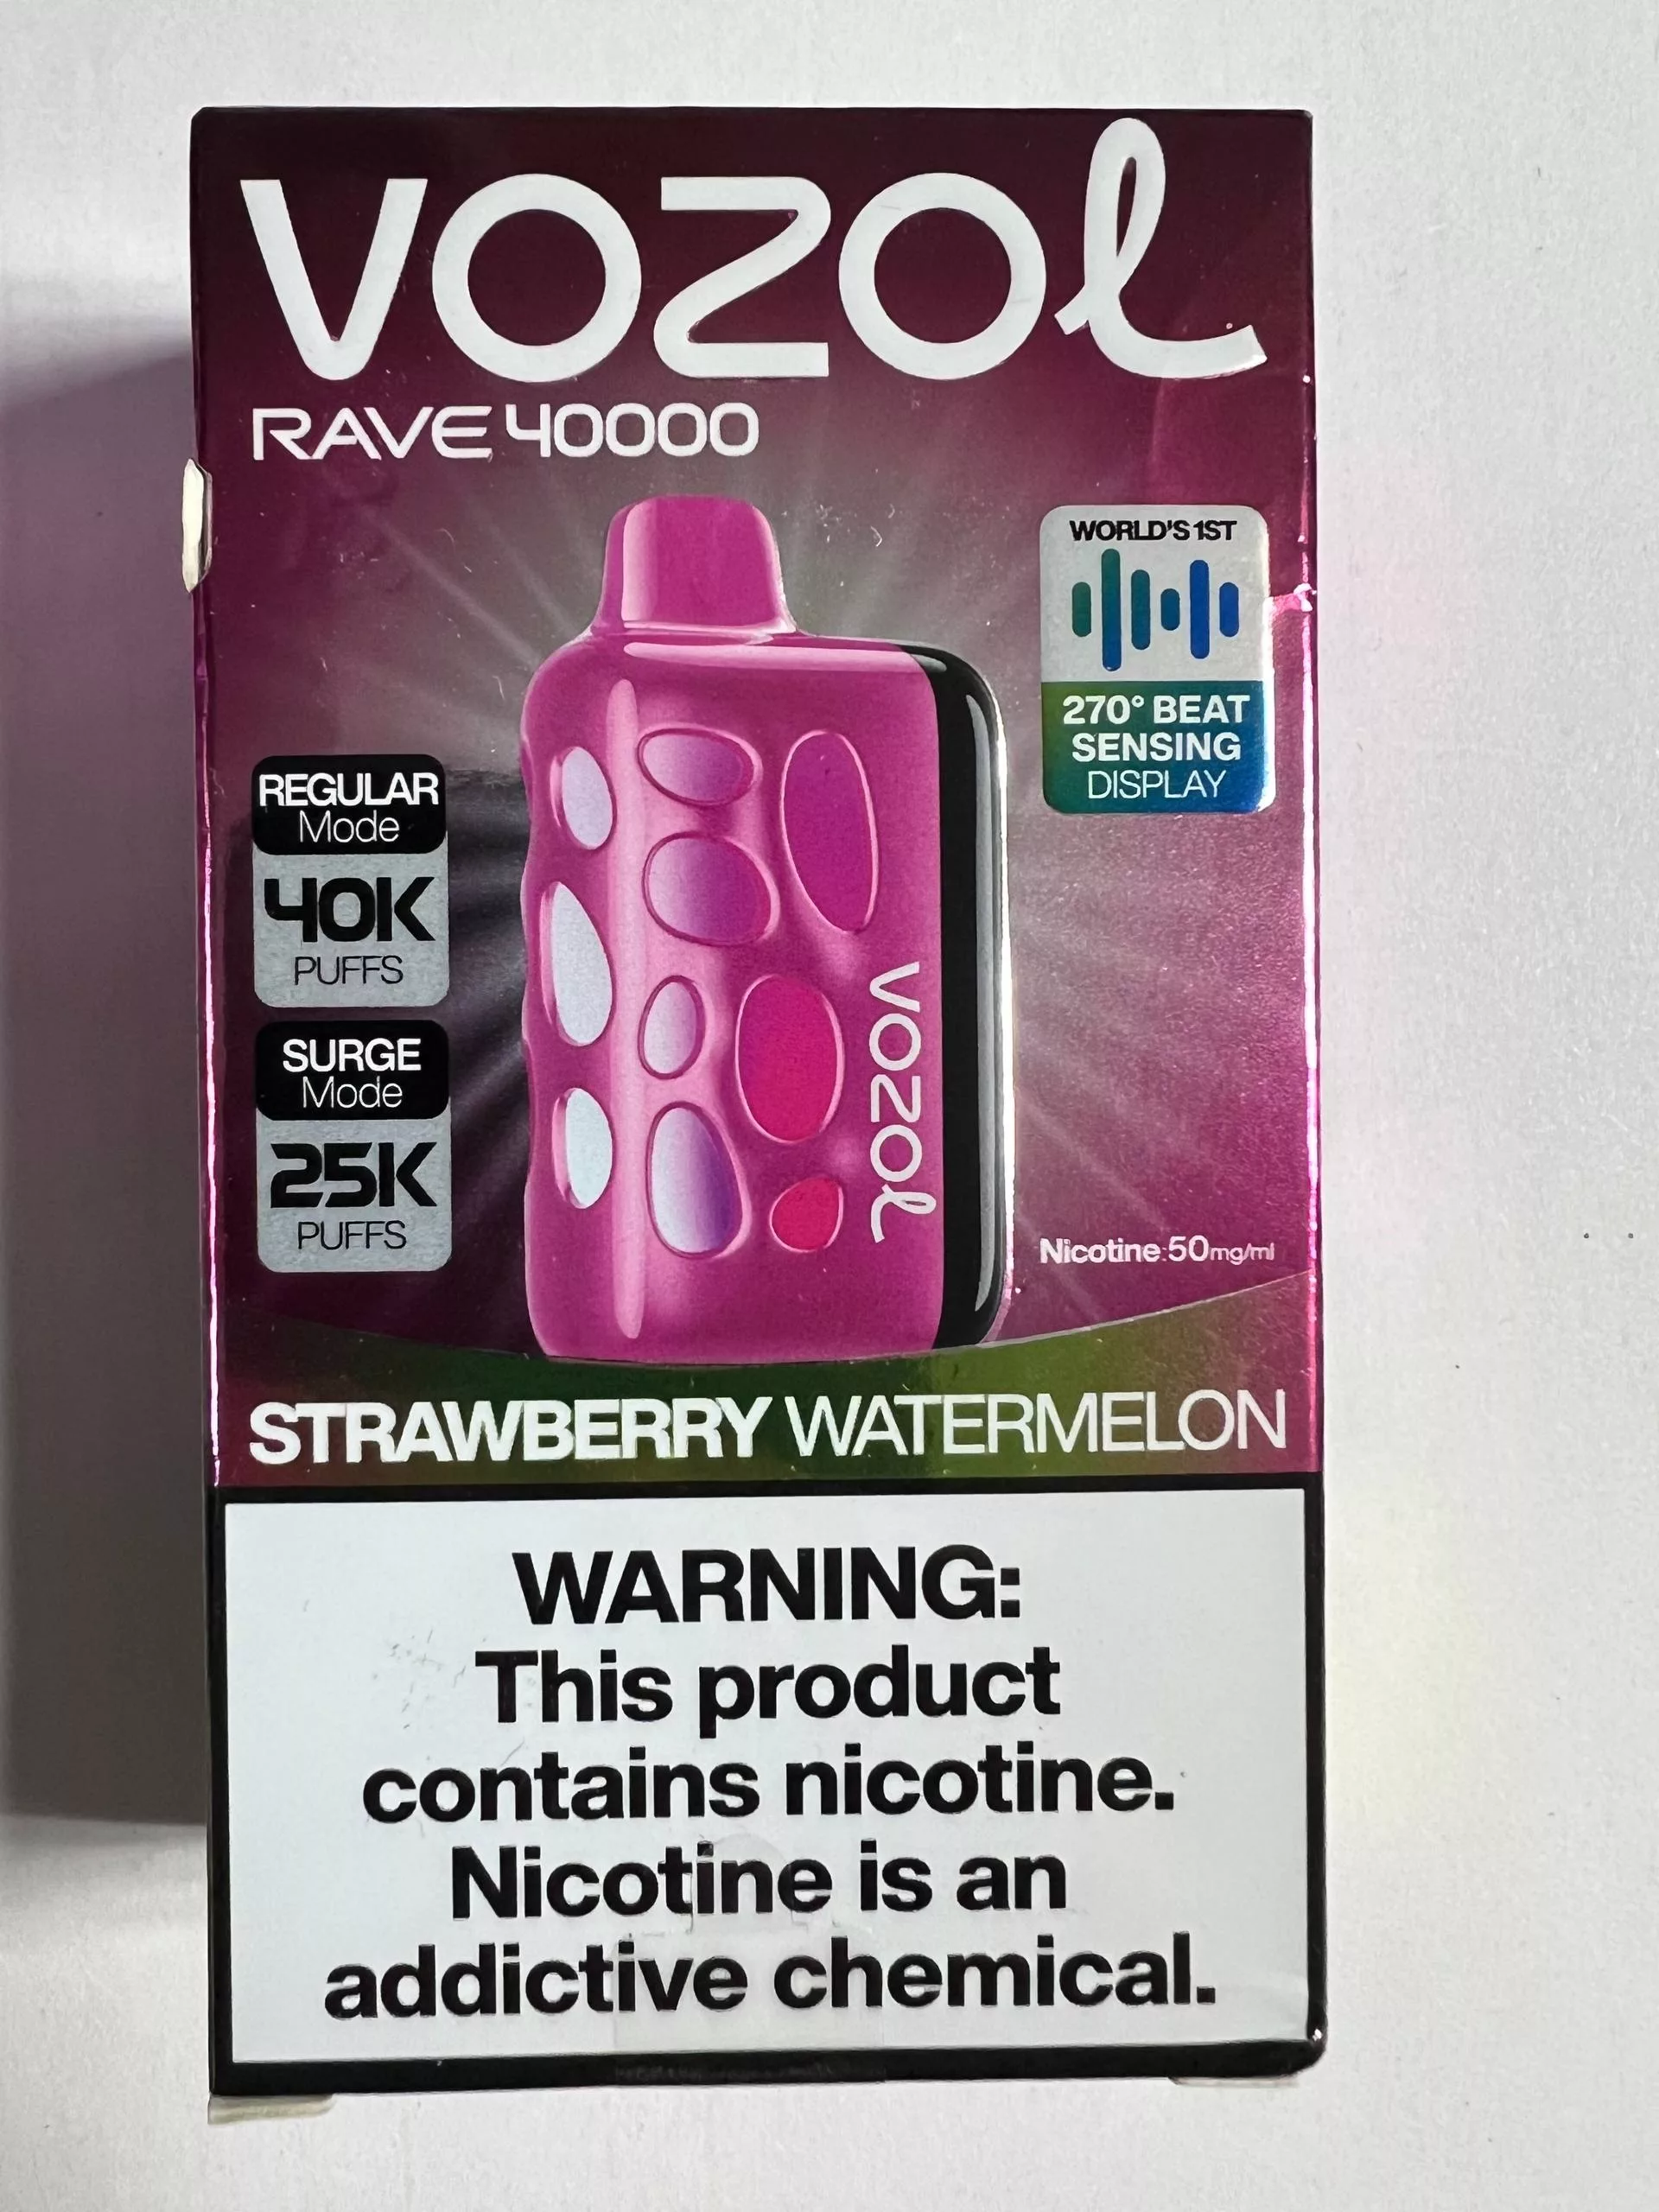 VOZOL
RAVE 40000
WORLD'S 1ST
270° BEAT
SENSING
DISPLAY
REGULAR
Mode
40K
PUFFS
SURGE
Mode
25K
PUFFS
VOZOL
Nicotine:50mg/ml
STRAWBERRY WATERMELON
WARNING:
This product
contains nicotine.
Nicotine is an
addictive chemical.